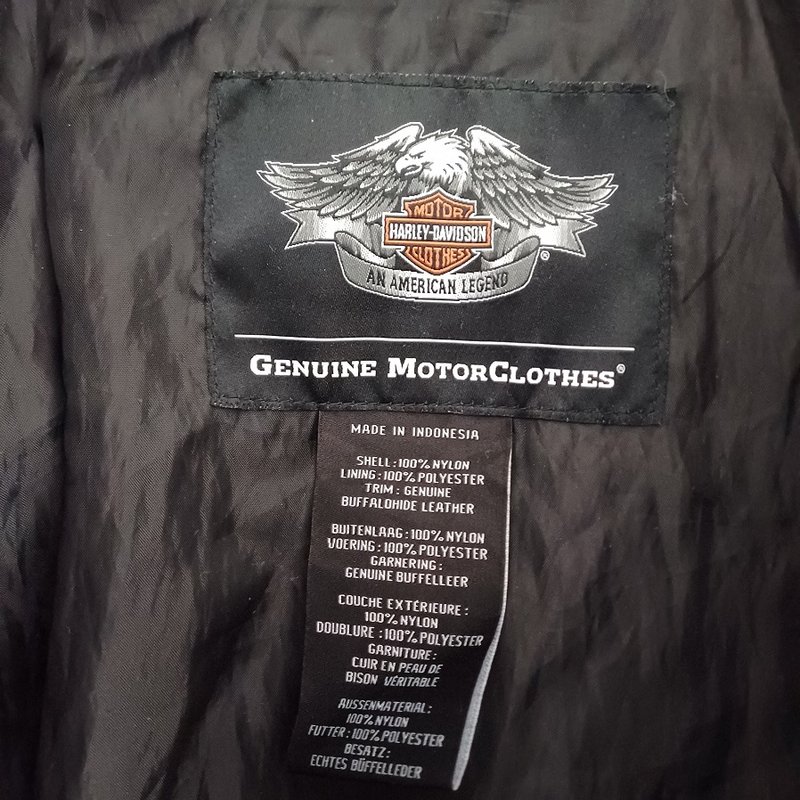 MOTOR
HARLEY-DAVIDSON
CLOTHES
®
AN AMERICAN LEGEND
GENUINE MOTORCLOTHES®
MADE IN INDONESIA
SHELL: 100% NYLON
LINING: 100% POLYESTER
TRIM : GENUINE
BUFFALOHIDE LEATHER
BUITENLAAG: 100% NYLON
VOERING: 100% POLYESTER
GARNERING :
GENUINE BUFFELLEER
COUCHE EXTÉRIEURE :
100% NYLON
DOUBLURE : 100% POLYESTER
GARNITURE:
CUIR EN PEAU DE
BISON VÉRITABLE
AUSSENMATERIAL:
100% NYLON
FUTTER: 100% POLYESTER
BESATZ:
ECHTES BÜFFELLEDER